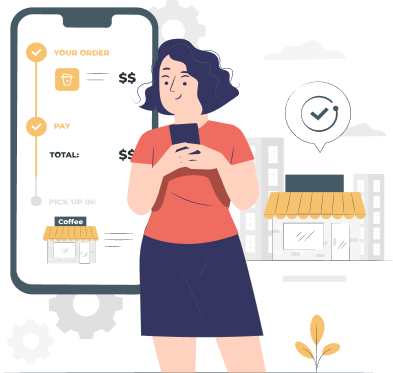 YOUR ORDER
$$
PAY
TOTAL:
$$
PICK UP IN:
Coffee